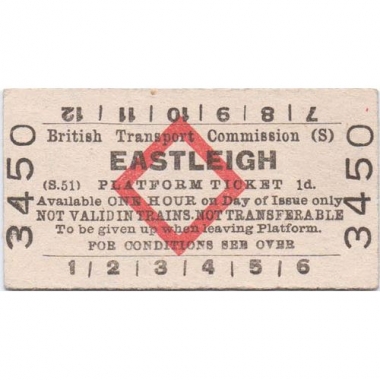 12 | 11 | 10 | 9 | 8 | 7
British Transport Commission (S)
EASTLEIGH
(S.51) PLATFORM TICKET 1d.
Available ONE HOUR on Day of Issue only
NOT VALID IN TRAINS. NOT TRANSFERABLE
To be given up when leaving Platform.
FOR CONDITIONS SEE OVER
1 | 2 | 3 | 4 | 5 | 6
3450
3450